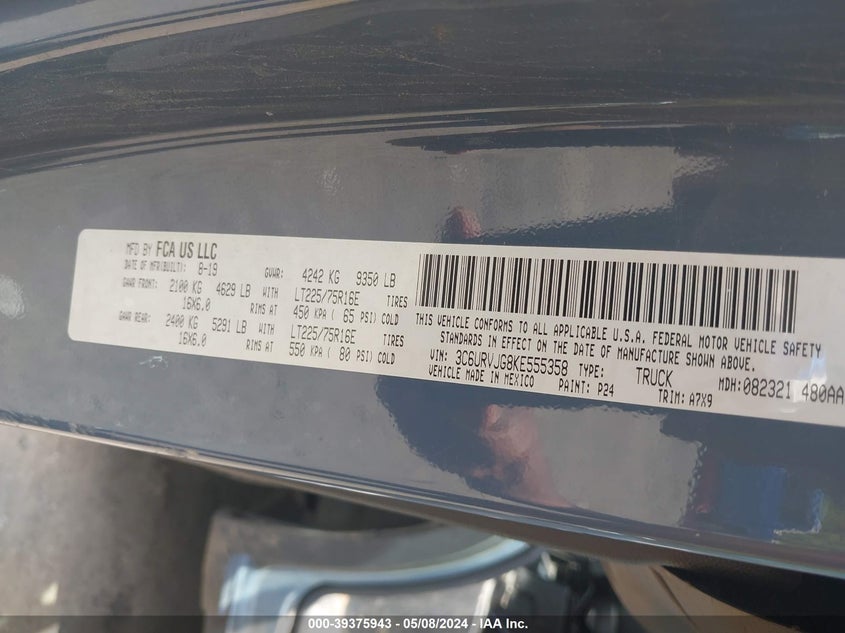 MFD BY FCA US LLC
DATE OF MFR(BUILT): 8-19 GVWR: 4242 KG 9350 LB
GAWR FRONT: 2100 KG 4629 LB WITH LT225/75R16E TIRES
16X6.0 RIMS AT 450 KPA ( 65 PSI) COLD
GAWR REAR: 2400 KG 5291 LB WITH LT225/75R16E TIRES
16X6.0 RIMS AT 550 KPA ( 80 PSI) COLD
THIS VEHICLE CONFORMS TO ALL APPLICABLE U.S.A. FEDERAL MOTOR VEHICLE SAFETY
STANDARDS IN EFFECT ON THE DATE OF MANUFACTURE SHOWN ABOVE.
VIN: 3C6URVJG8KE555358 TYPE: TRUCK MDH: 082321 480AA
VEHICLE MADE IN MEXICO PAINT: P24 TRIM: A7X9
000-39375943 - 05/08/2024 - IAA Inc.